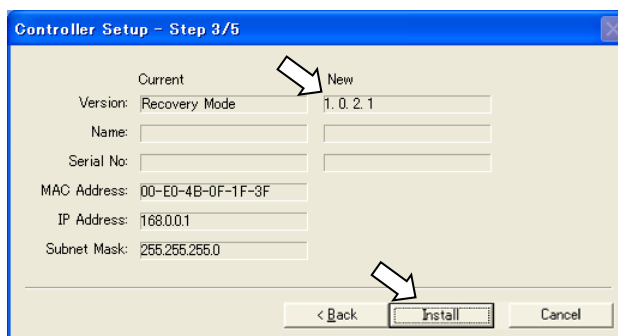 Controller Setup - Step 3/5
Current New
Version: Recovery Mode 1. 0. 2. 1
Name:
Serial No:
MAC Address: 00-E0-4B-0F-1F-3F
IP Address: 168.0.0.1
Subnet Mask: 255.255.255.0
< Back Install Cancel